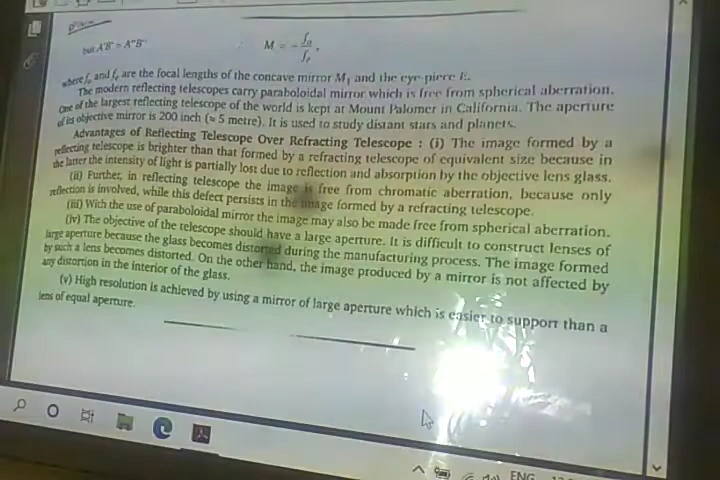 but A'B' = A"B"
M = - fo / fe ,
where fo and fe are the focal lengths of the concave mirror M1 and the eye-piece E.
The modern reflecting telescopes carry paraboloidal mirror which is free from spherical aberration.
One of the largest reflecting telescope of the world is kept at Mount Palomer in California. The aperture
of its objective mirror is 200 inch (≈ 5 metre). It is used to study distant stars and planets.
Advantages of Reflecting Telescope Over Refracting Telescope : (i) The image formed by a
reflecting telescope is brighter than that formed by a refracting telescope of equivalent size because in
the latter the intensity of light is partially lost due to reflection and absorption by the objective lens glass.
(ii) Further, in reflecting telescope the image is free from chromatic aberration, because only
reflection is involved, while this defect persists in the image formed by a refracting telescope.
(iii) With the use of paraboloidal mirror the image may also be made free from spherical aberration.
(iv) The objective of the telescope should have a large aperture. It is difficult to construct lenses of
large aperture because the glass becomes distorted during the manufacturing process. The image formed
by such a lens becomes distorted. On the other hand, the image produced by a mirror is not affected by
any distortion in the interior of the glass.
(v) High resolution is achieved by using a mirror of large aperture which is easier to support than a
lens of equal aperture.
ENG